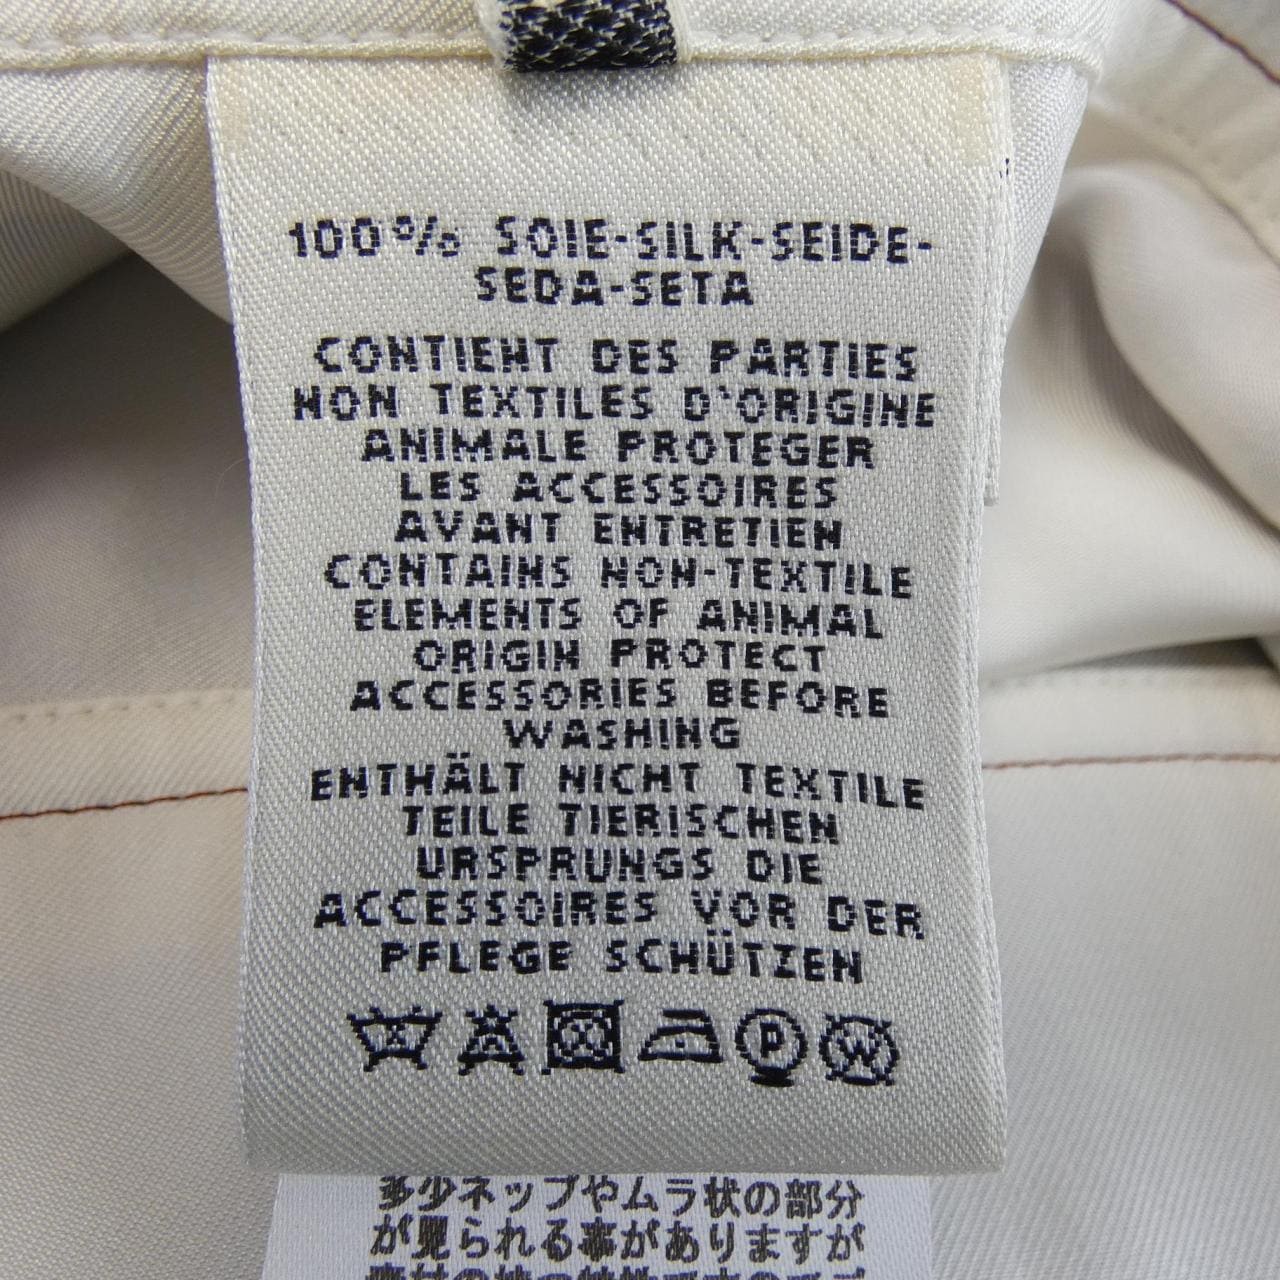 100% SOIE-SILK-SEIDE-
SEDA-SETA
CONTIENT DES PARTIES
NON TEXTILES D'ORIGINE
ANIMALE PROTEGER
LES ACCESSOIRES
AVANT ENTRETIEN
CONTAINS NON-TEXTILE
ELEMENTS OF ANIMAL
ORIGIN PROTECT
ACCESSORIES BEFORE
WASHING
ENTHÄLT NICHT TEXTILE
TEILE TIERISCHEN
URSPRUNGS DIE
ACCESSOIRES VOR DER
PFLEGE SCHÜTZEN
P W
多少ネップやムラ状の部分
が見られる事がありますが